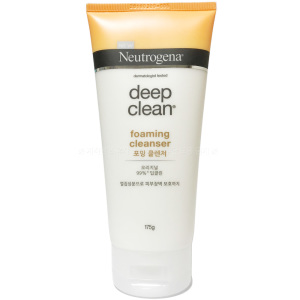 Neutrogena
dermatologist tested
deep
clean®
foaming
cleanser
포밍 클렌저
175g